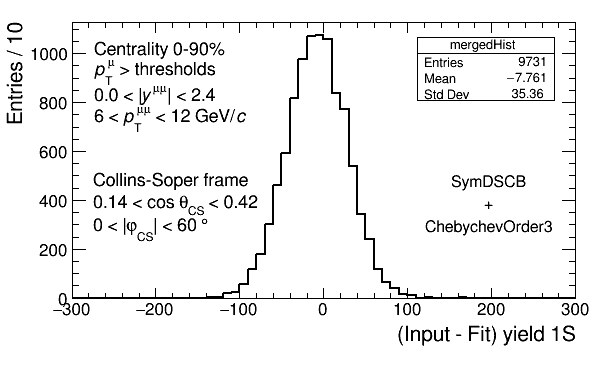 Entries / 10
1000
800
600
400
200
0
Centrality 0-90%
p_T^μ > thresholds
0.0 < |y^μμ| < 2.4
6 < p_T^μμ < 12 GeV/c
Collins-Soper frame
0.14 < cos θ_CS < 0.42
0 < |φ_CS| < 60 °
mergedHist
Entries 9731
Mean −7.761
Std Dev 35.36
SymDSCB
+
ChebychevOrder3
−300 −200 −100 0 100 200 300
(Input - Fit) yield 1S